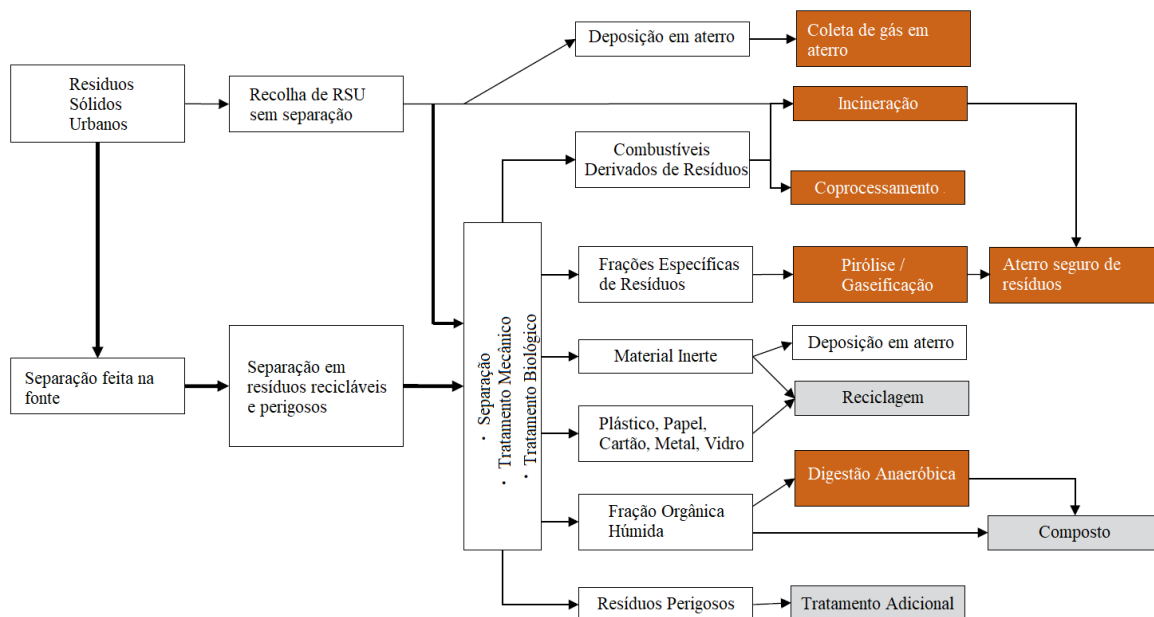 Deposição em aterro
Coleta de gás em
aterro
Residuos
Sólidos
Urbanos
Recolha de RSU
sem separação
Incineração
Combustíveis
Derivados de Resíduos
Coprocessamento
Frações Específicas
de Resíduos
Pirólise /
Gaseificação
Aterro seguro de
resíduos
Separação feita na
fonte
Separação em
resíduos recicláveis
e perigosos
· Separação
· Tratamento Mecânico
· Tratamento Biológico
Material Inerte
Deposição em aterro
Reciclagem
Plástico, Papel,
Cartão, Metal, Vidro
Fração Orgânica
Húmida
Digestão Anaeróbica
Composto
Resíduos Perigosos
Tratamento Adicional